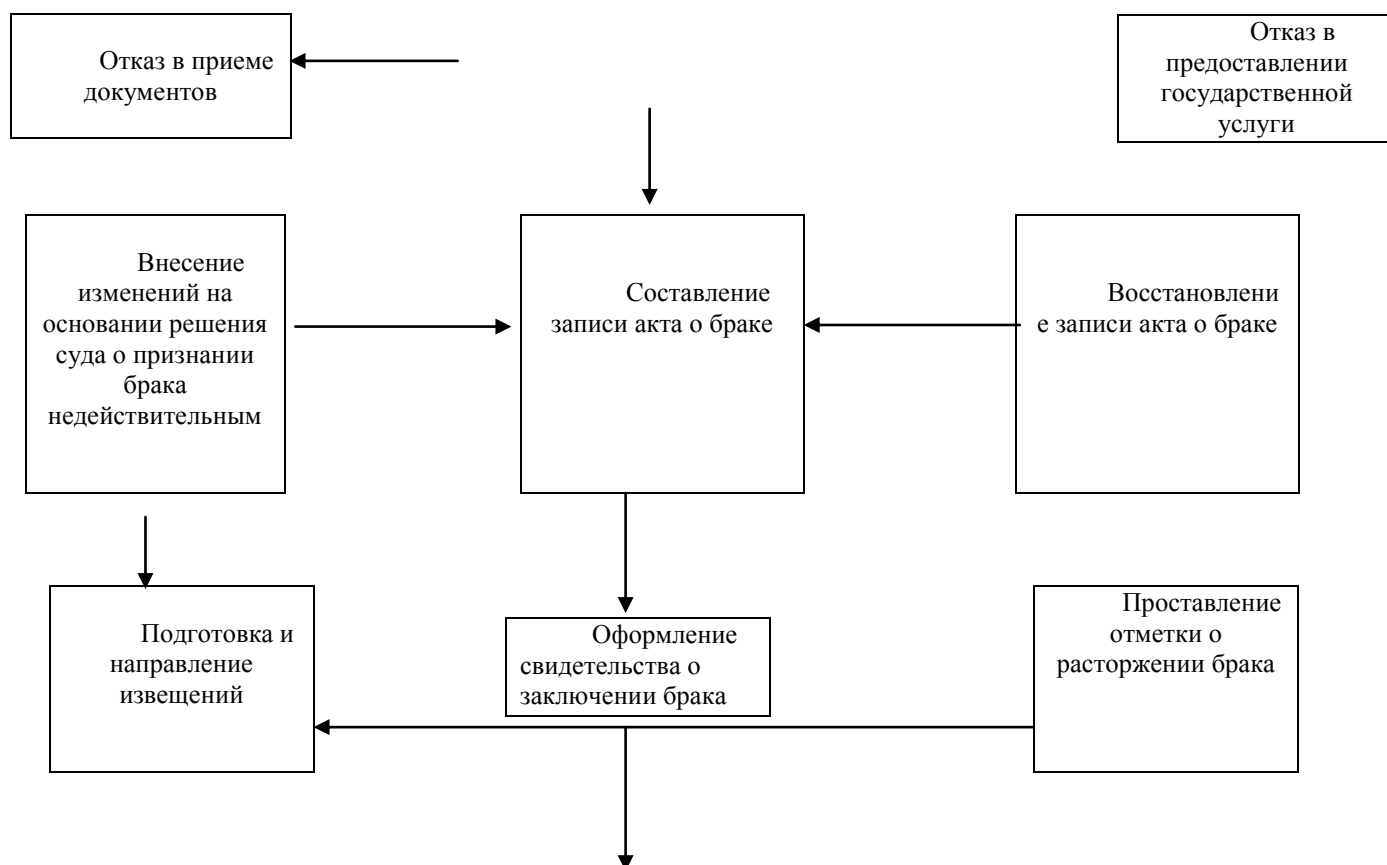 Отказ в приеме
документов
Отказ в
предоставлении
государственной
услуги
Внесение
изменений на
основании решения
суда о признании
брака
недействительным
Составление
записи акта о браке
Восстановлени
е записи акта о браке
Подготовка и
направление
извещений
Оформление
свидетельства о
заключении брака
Проставление
отметки о
расторжении брака